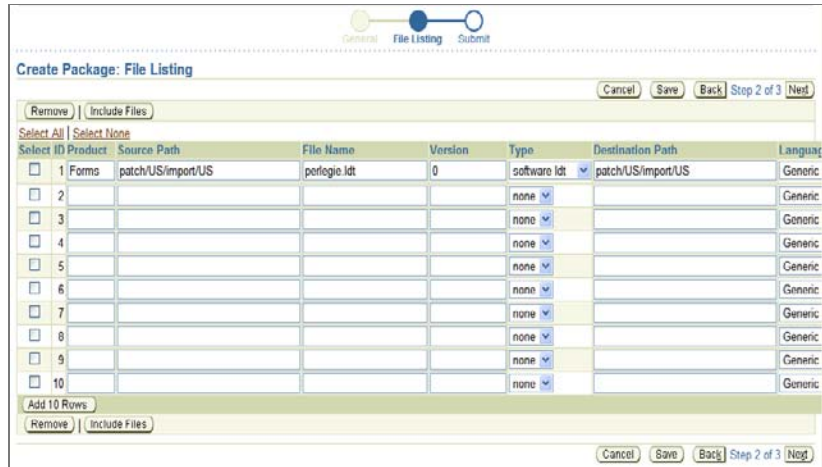 General File Listing Submit
Create Package: File Listing
Cancel Save Back Step 2 of 3 Next
Remove | Include Files
Select All | Select None
Select ID Product Source Path File Name Version Type Destination Path Languag
1 Forms patch/US/import/US perlegie.ldt 0 software ldt patch/US/import/US Generic
2 none Generic
3 none Generic
4 none Generic
5 none Generic
6 none Generic
7 none Generic
8 none Generic
9 none Generic
10 none Generic
Add 10 Rows
Remove | Include Files
Cancel Save Back Step 2 of 3 Next